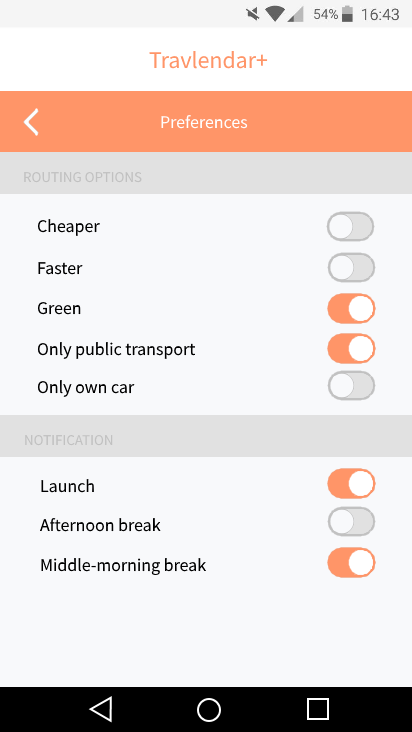 54% 16:43
Travlendar+
Preferences
ROUTING OPTIONS
Cheaper
Faster
Green
Only public transport
Only own car
NOTIFICATION
Launch
Afternoon break
Middle-morning break